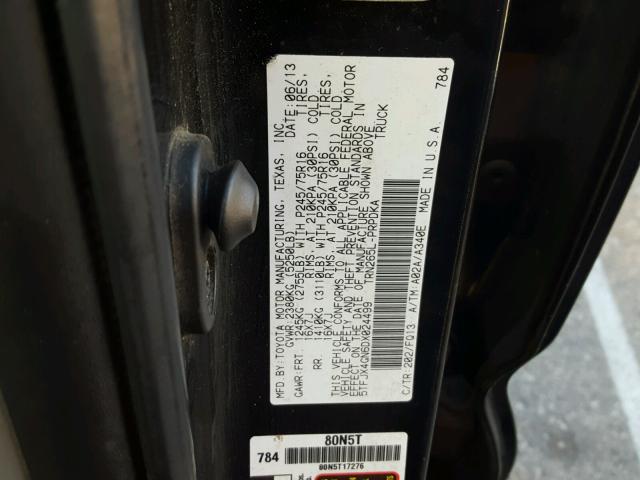 MFD.BY:TOYOTA MOTOR MANUFACTURING, TEXAS, INC. DATE:06/13
GVWR 2380KG (5250LB)
GAWR:FRT. 1245KG (2755LB) WITH P245/75R16 TIRES,
16X7J RIMS, AT 210KPA (30PSI) COLD
RR. 1410KG (3110LB) WITH P245/75R16 TIRES,
16X7J RIMS, AT 210KPA (30PSI) COLD
THIS VEHICLE CONFORMS TO ALL APPLICABLE FEDERAL MOTOR
VEHICLE SAFETY AND THEFT PREVENTION STANDARDS IN
EFFECT ON THE DATE OF MANUFACTURE SHOWN ABOVE.
5TFJX4GN6DX024499 TRN265L-PRPDKA TRUCK
C/TR:202/FQ13 A/TM:A02A/A340E MADE IN U.S.A.
784
80N5T
784
80N5T17276